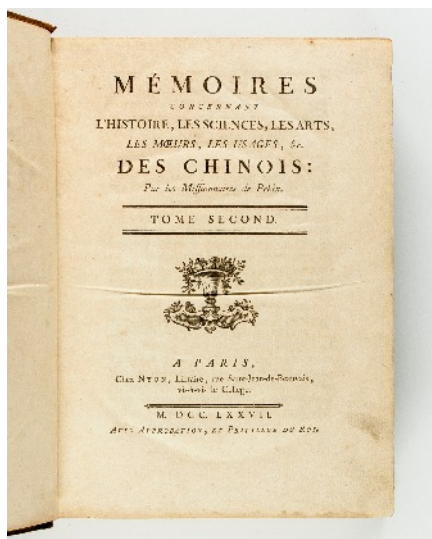 MÉMOIRES
CONCERNANT
L'HISTOIRE, LES SCIENCES, LES ARTS,
LES MŒURS, LES USAGES, &c.
DES CHINOIS:
Par les Missionnaires de Pekin.
TOME SECOND.
A PARIS,
Chez NYON, Libraire, rue Saint-Jean-de-Beauvais,
vis-à-vis le College.
M. DCC. LXXVII.
AVEC APPROBATION, ET PRIVILEGE DU ROI.